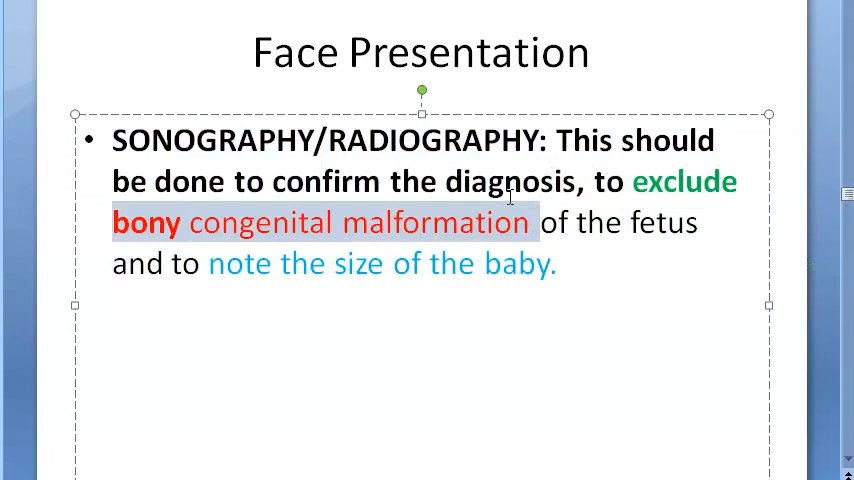 Face Presentation
• SONOGRAPHY/RADIOGRAPHY: This should
be done to confirm the diagnosis, to exclude
bony congenital malformation of the fetus
and to note the size of the baby.